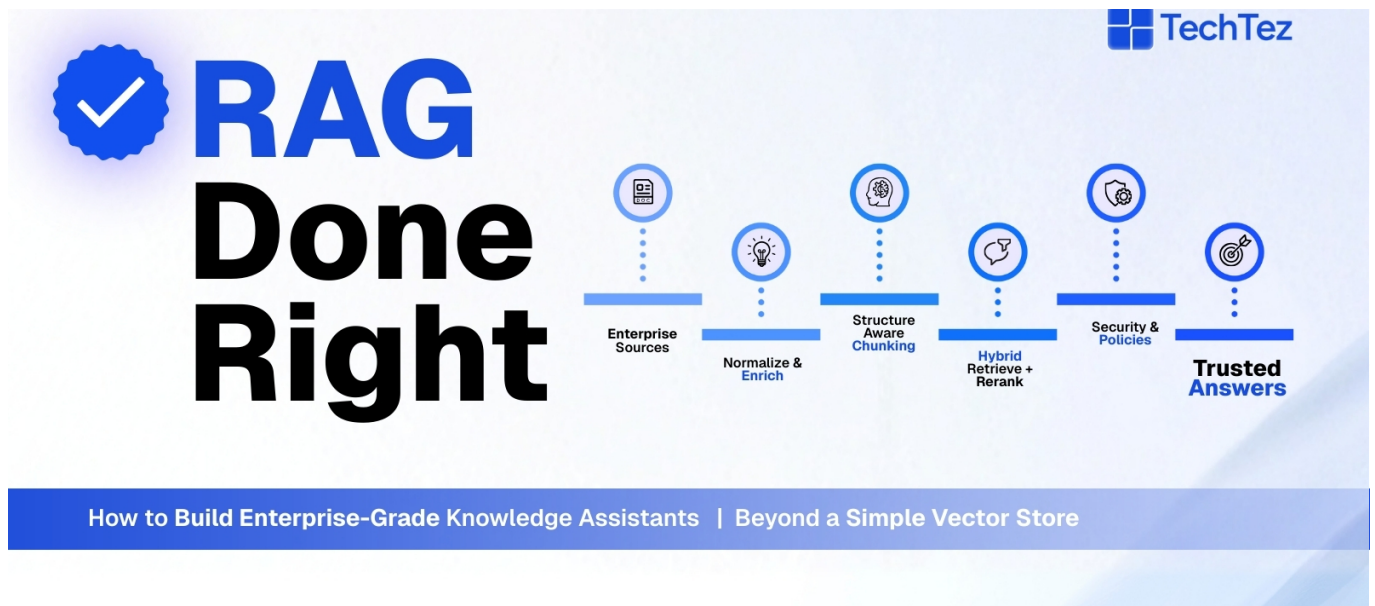 TechTez
RAG
Done
Right
Enterprise
Sources
Normalize &
Enrich
Structure
Aware
Chunking
Hybrid
Retrieve +
Rerank
Security &
Policies
Trusted
Answers
How to Build Enterprise-Grade Knowledge Assistants | Beyond a Simple Vector Store